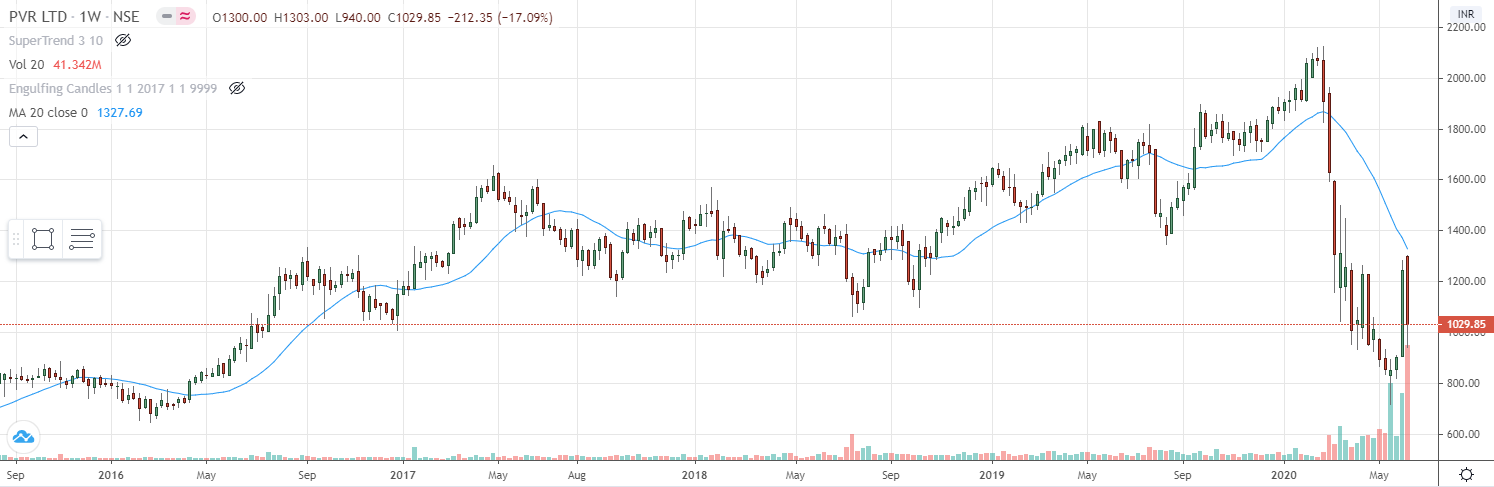 PVR LTD · 1W · NSE O1300.00 H1303.00 L940.00 C1029.85 −212.35 (−17.09%)
INR
SuperTrend 3 10
Vol 20 41.342M
Engulfing Candles 1 1 2017 1 1 9999
MA 20 close 0 1327.69
2200.00
2000.00
1800.00
1600.00
1400.00
1200.00
1029.85
1000.00
800.00
600.00
Sep 2016 May Sep 2017 May Aug 2018 May Sep 2019 May Sep 2020 May